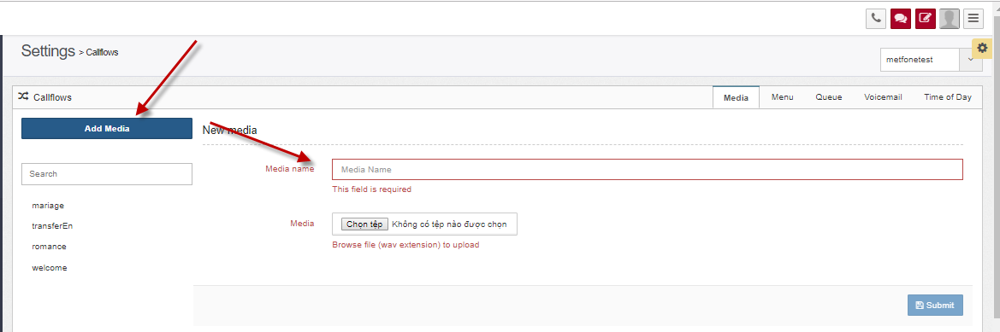 Settings > Callflows
metfonetest
Callflows
Media Menu Queue Voicemail Time of Day
Add Media
New media
Search
Media name
Media Name
This field is required
mariage
transferEn
romance
welcome
Media
Chọn tệp Không có tệp nào được chọn
Browse file (wav extension) to upload
Submit